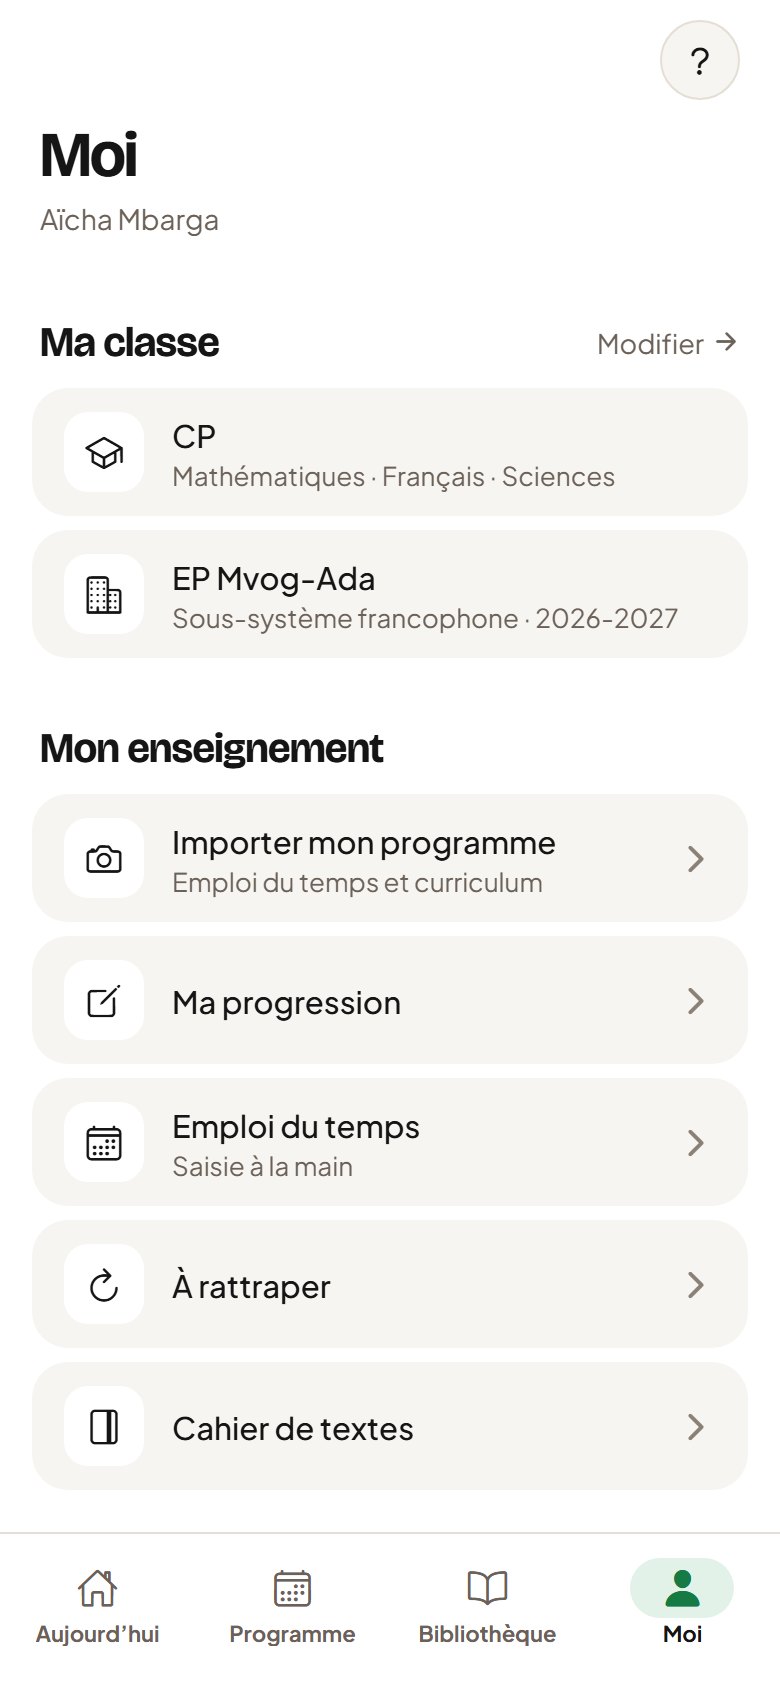 ?
Moi
Aïcha Mbarga
Ma classe
Modifier →
CP
Mathématiques · Français · Sciences
EP Mvog-Ada
Sous-système francophone · 2026-2027
Mon enseignement
Importer mon programme
Emploi du temps et curriculum
Ma progression
Emploi du temps
Saisie à la main
À rattraper
Cahier de textes
Aujourd’hui
Programme
Bibliothèque
Moi